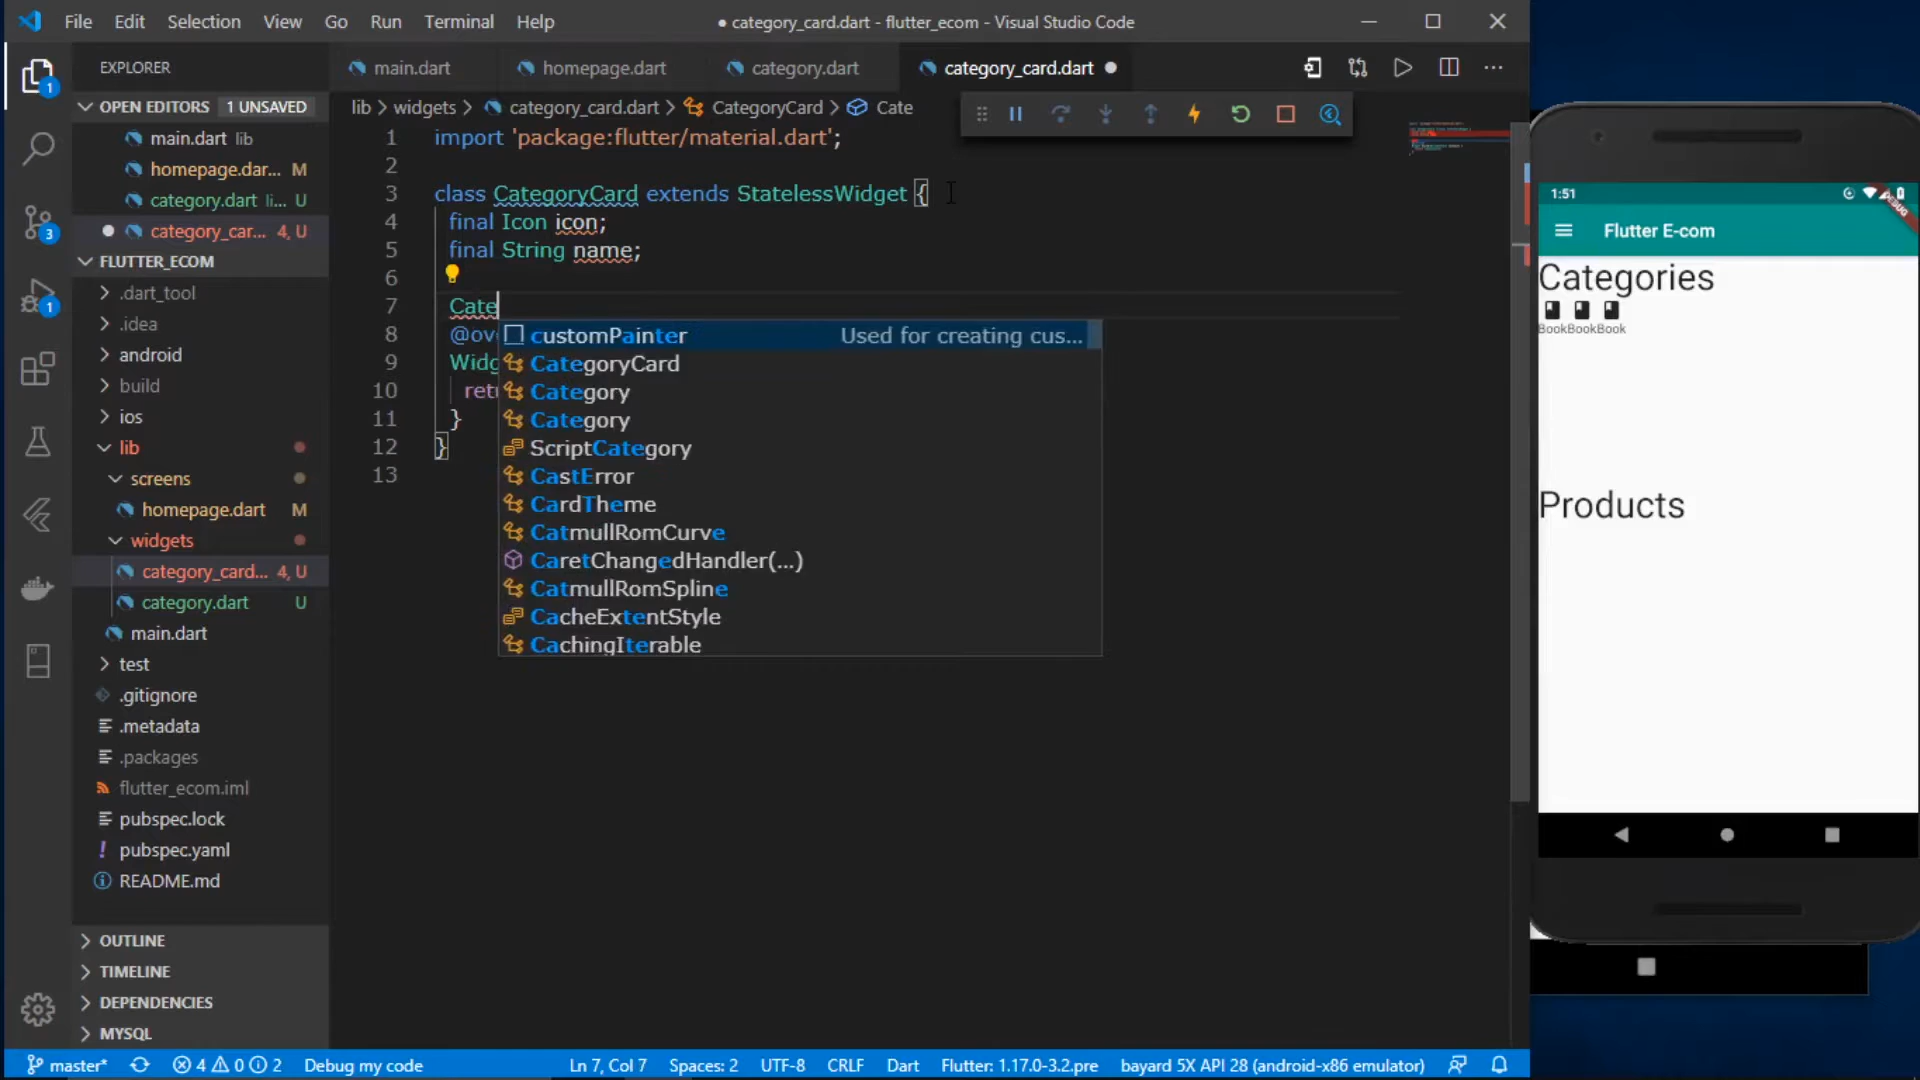 File Edit Selection View Go Run Terminal Help
● category_card.dart - flutter_ecom - Visual Studio Code
EXPLORER
main.dart homepage.dart category.dart category_card.dart
OPEN EDITORS 1 UNSAVED
main.dart lib
homepage.dar... M
category.dart li... U
category_car... 4, U
FLUTTER_ECOM
.dart_tool
.idea
android
build
ios
lib
screens
homepage.dart M
widgets
category_card... 4, U
category.dart U
main.dart
test
.gitignore
.metadata
.packages
flutter_ecom.iml
pubspec.lock
pubspec.yaml
README.md
OUTLINE
TIMELINE
DEPENDENCIES
MYSQL
1
3
1
lib > widgets > category_card.dart > CategoryCard > Cate
1 import 'package:flutter/material.dart';
2
3 class CategoryCard extends StatelessWidget {
4 final Icon icon;
5 final String name;
6
7 Cate
8 @ov
9 Widg
10 retu
11 }
12 }
13
customPainter Used for creating cus...
CategoryCard
Category
Category
ScriptCategory
CastError
CardTheme
CatmullRomCurve
CaretChangedHandler(...)
CatmullRomSpline
CacheExtentStyle
CachingIterable
1:51
DEBUG
Flutter E-com
Categories
BookBookBook
Products
master* 4 0 2 Debug my code Ln 7, Col 7 Spaces: 2 UTF-8 CRLF Dart Flutter: 1.17.0-3.2.pre bayard 5X API 28 (android-x86 emulator)